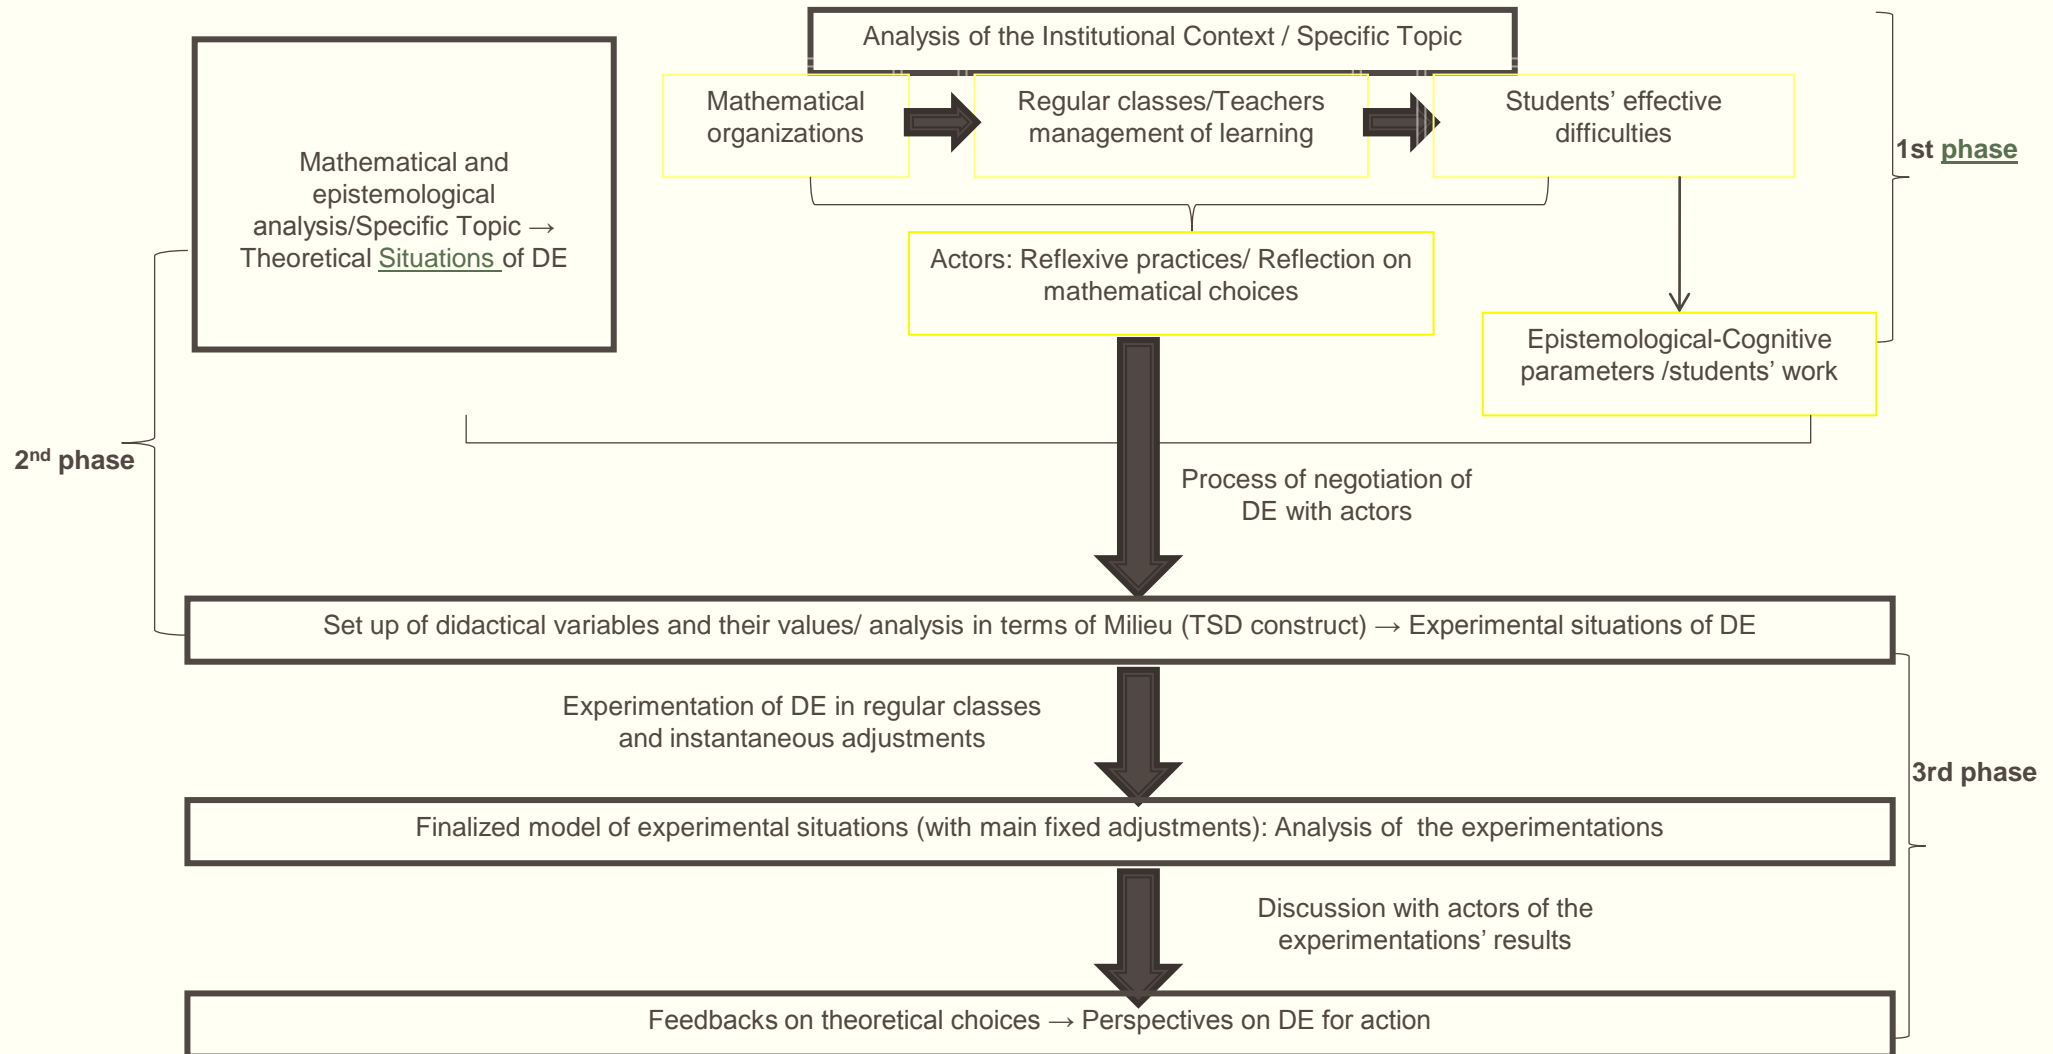 Analysis of the Institutional Context / Specific Topic
Mathematical
organizations
Regular classes/Teachers
management of learning
Students’ effective
difficulties
1st phase
Mathematical and
epistemological
analysis/Specific Topic →
Theoretical Situations of DE
Actors: Reflexive practices/ Reflection on
mathematical choices
Epistemological-Cognitive
parameters /students’ work
2nd phase
Process of negotiation of
DE with actors
Set up of didactical variables and their values/ analysis in terms of Milieu (TSD construct) → Experimental situations of DE
Experimentation of DE in regular classes
and instantaneous adjustments
3rd phase
Finalized model of experimental situations (with main fixed adjustments): Analysis of the experimentations
Discussion with actors of the
experimentations’ results
Feedbacks on theoretical choices → Perspectives on DE for action